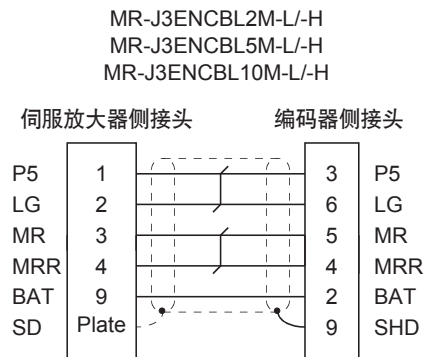 MR-J3ENCBL2M-L/-H
MR-J3ENCBL5M-L/-H
MR-J3ENCBL10M-L/-H
伺服放大器侧接头 编码器侧接头
P5 1 3 P5
LG 2 6 LG
MR 3 5 MR
MRR 4 4 MRR
BAT 9 2 BAT
SD Plate 9 SHD